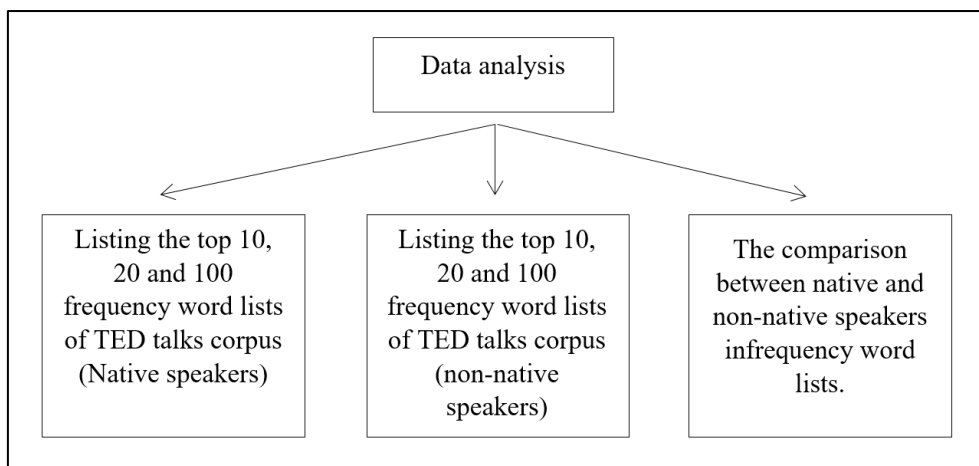 Data analysis
Listing the top 10,
20 and 100
frequency word lists
of TED talks corpus
(Native speakers)
Listing the top 10,
20 and 100
frequency word lists
of TED talks corpus
(non-native
speakers)
The comparison
between native and
non-native speakers
infrequency word
lists.